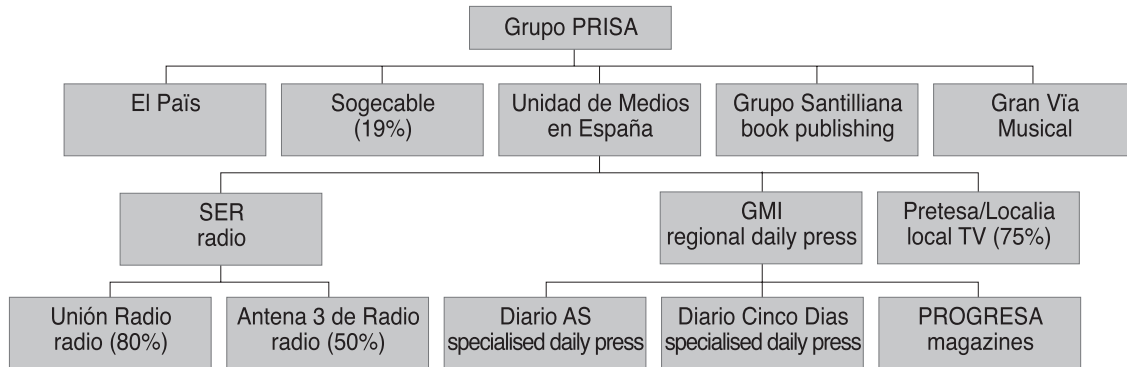 Grupo PRISA
El Païs
Sogecable
(19%)
Unidad de Medios
en España
Grupo Santilliana
book publishing
Gran Vïa
Musical
SER
radio
GMI
regional daily press
Pretesa/Localia
local TV (75%)
Unión Radio
radio (80%)
Antena 3 de Radio
radio (50%)
Diario AS
specialised daily press
Diario Cinco Dias
specialised daily press
PROGRESA
magazines